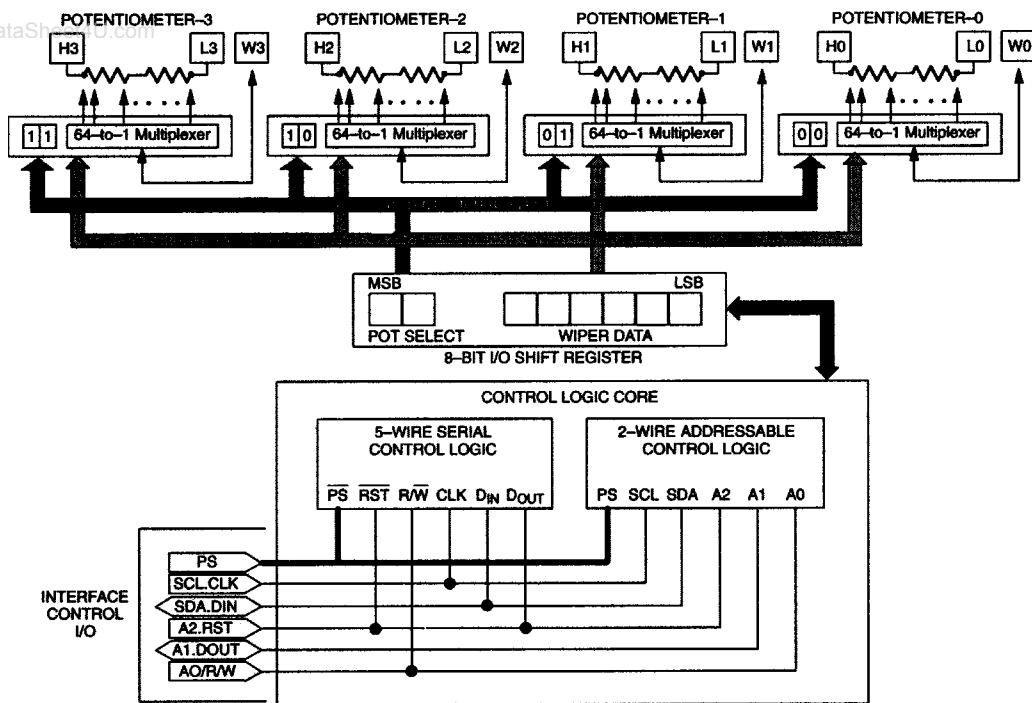 ataSheet4U.com
POTENTIOMETER–3
POTENTIOMETER–2
POTENTIOMETER–1
POTENTIOMETER–0
H3
L3
W3
H2
L2
W2
H1
L1
W1
H0
L0
W0
1 1
64–to–1 Multiplexer
1 0
64–to–1 Multiplexer
0 1
64–to–1 Multiplexer
0 0
64–to–1 Multiplexer
MSB
LSB
POT SELECT
WIPER DATA
8–BIT I/O SHIFT REGISTER
CONTROL LOGIC CORE
5–WIRE SERIAL
CONTROL LOGIC
P̅S̅ R̅S̅T̅ R/W̅ CLK DIN DOUT
2–WIRE ADDRESSABLE
CONTROL LOGIC
PS SCL SDA A2 A1 A0
INTERFACE
CONTROL
I/O
PS
SCL.CLK
SDA.DIN
A2.RST
A1.DOUT
AO/R/W